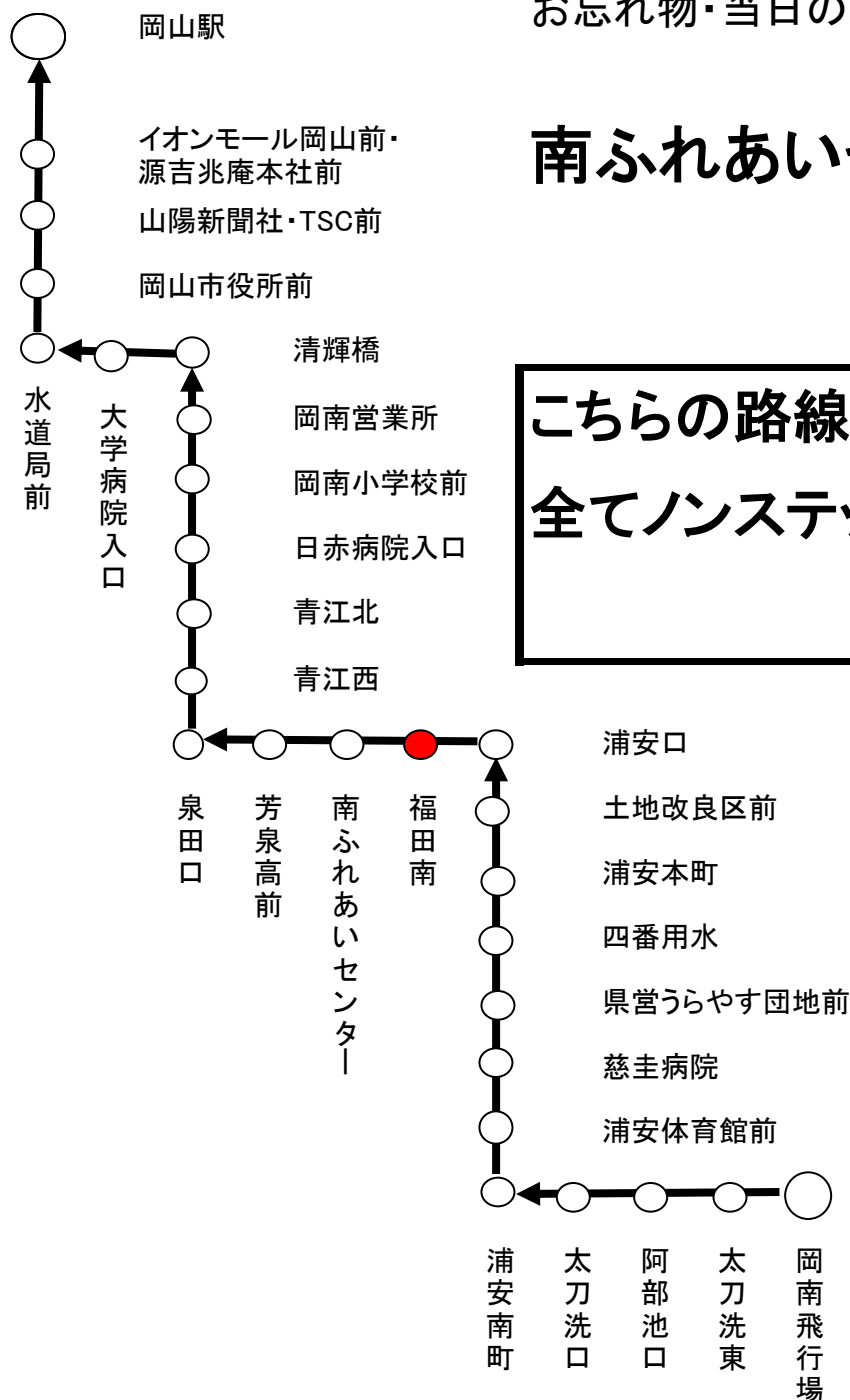 お忘れ物・当日の
岡山駅
イオンモール岡山前・
源吉兆庵本社前
南ふれあい
山陽新聞社・TSC前
岡山市役所前
清輝橋
水道局前
大学病院入口
岡南営業所
岡南小学校前
日赤病院入口
青江北
青江西
こちらの路線
全てノンステッ
浦安口
泉田口
芳泉高前
南ふれあいセンター
福田南
土地改良区前
浦安本町
四番用水
県営うらやす団地前
慈圭病院
浦安体育館前
浦安南町
太刀洗口
阿部池口
太刀洗東
岡南飛行場